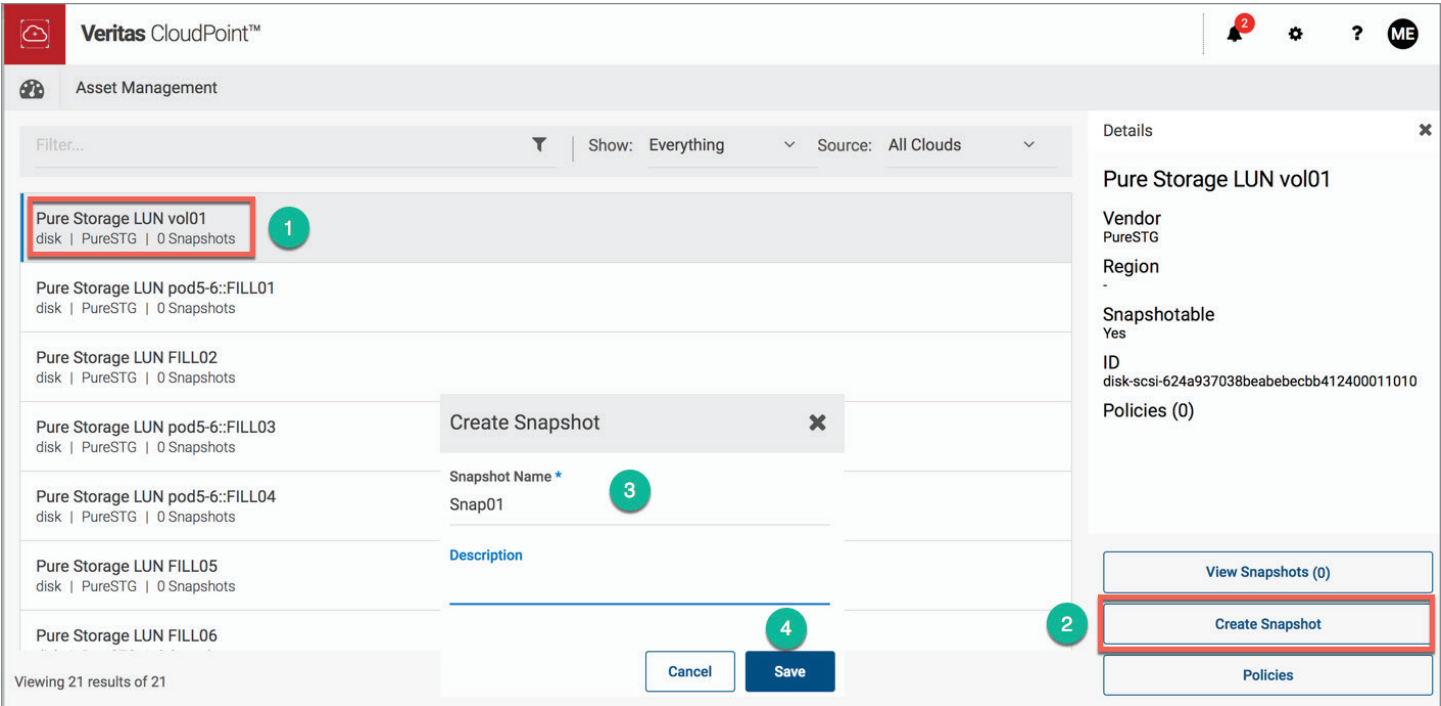 Veritas CloudPoint™
2
?
ME
Asset Management
Filter...
Show: Everything
Source: All Clouds
Pure Storage LUN vol01
disk | PureSTG | 0 Snapshots
1
Pure Storage LUN pod5-6::FILL01
disk | PureSTG | 0 Snapshots
Pure Storage LUN FILL02
disk | PureSTG | 0 Snapshots
Pure Storage LUN pod5-6::FILL03
disk | PureSTG | 0 Snapshots
Pure Storage LUN pod5-6::FILL04
disk | PureSTG | 0 Snapshots
Pure Storage LUN FILL05
disk | PureSTG | 0 Snapshots
Pure Storage LUN FILL06
Viewing 21 results of 21
Create Snapshot
Snapshot Name *
3
Snap01
Description
4
Cancel
Save
Details
Pure Storage LUN vol01
Vendor
PureSTG
Region
-
Snapshotable
Yes
ID
disk-scsi-624a937038beabebecbb412400011010
Policies (0)
View Snapshots (0)
2
Create Snapshot
Policies